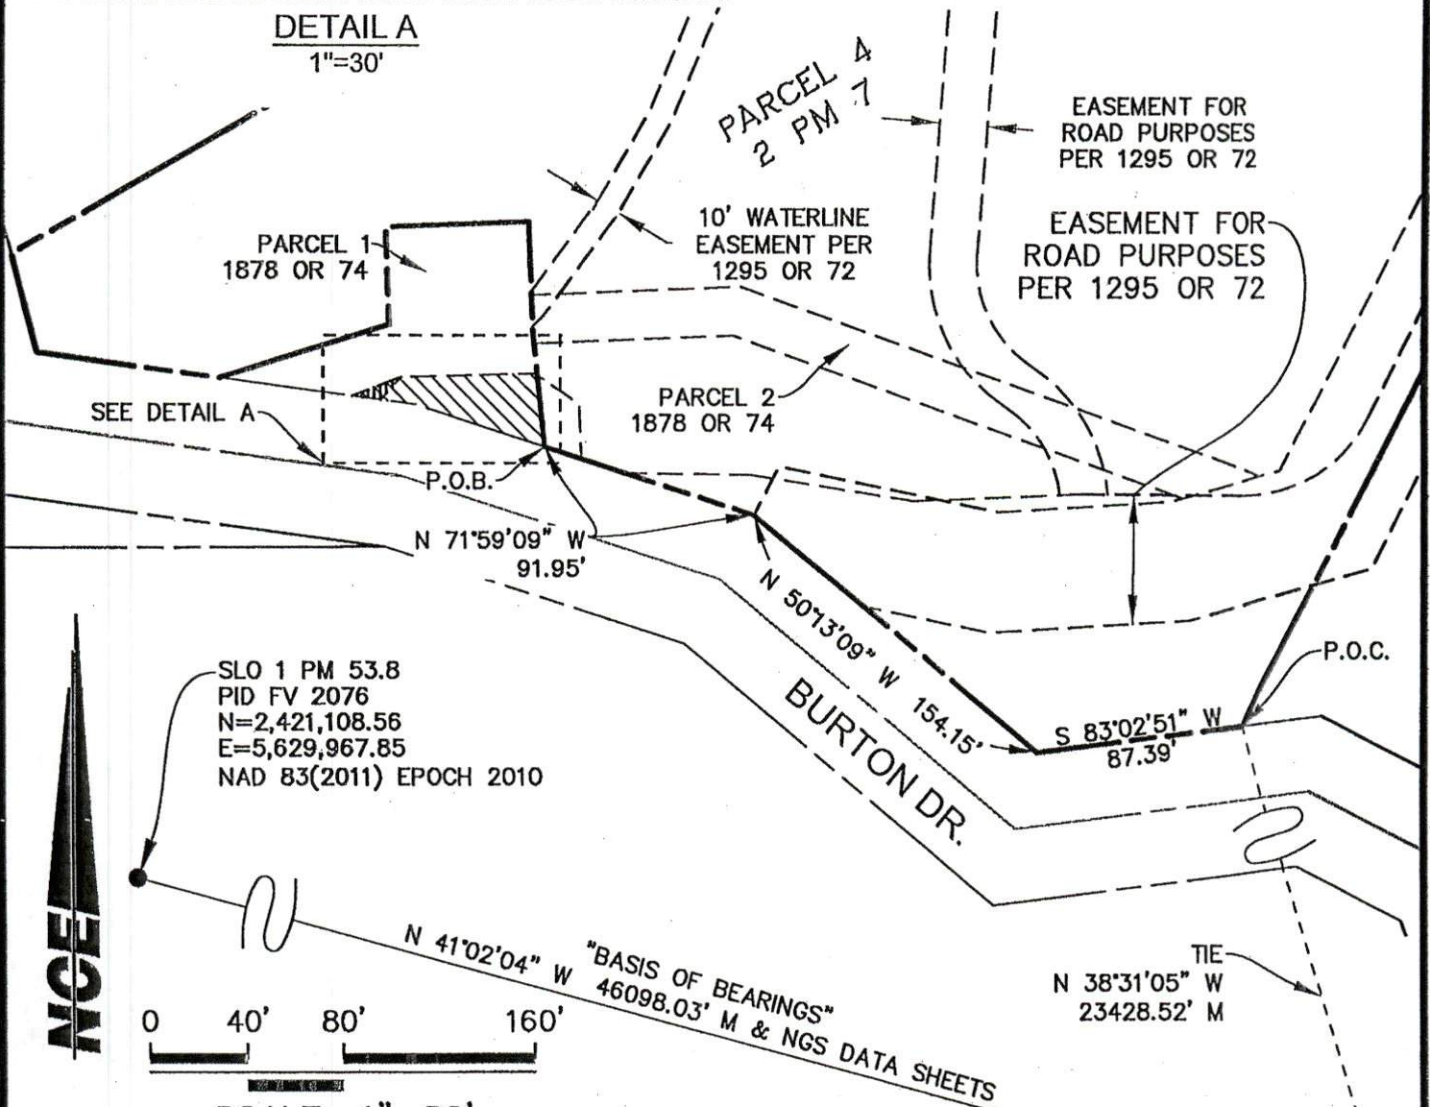 DETAIL A
1"=30'
PARCEL 4
2 PM 7
EASEMENT FOR
ROAD PURPOSES
PER 1295 OR 72
10' WATERLINE
EASEMENT PER
1295 OR 72
EASEMENT FOR
ROAD PURPOSES
PER 1295 OR 72
PARCEL 1
1878 OR 74
PARCEL 2
1878 OR 74
SEE DETAIL A
P.O.B.
N 71°59'09" W
91.95'
N 50°13'09" W 154.15'
P.O.C.
S 83°02'51" W
87.39'
BURTON DR.
SLO 1 PM 53.8
PID FV 2076
N=2,421,108.56
E=5,629,967.85
NAD 83(2011) EPOCH 2010
NCE
"BASIS OF BEARINGS"
N 41°02'04" W 46098.03' M & NGS DATA SHEETS
TIE
N 38°31'05" W
23428.52' M
0 40' 80' 160'